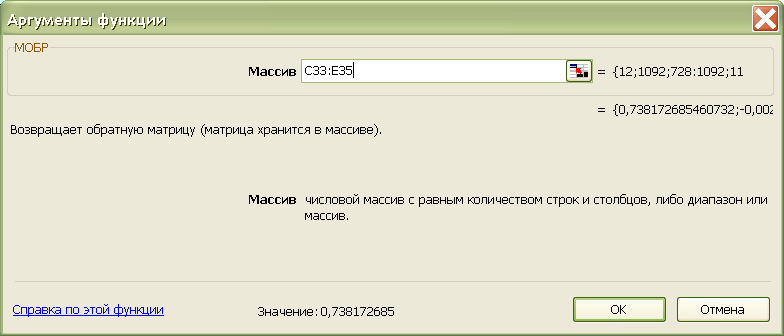 Аргументы функции
МОБР
Массив C33:E35 = {12;1092;728:1092;11
= {0,738172685460732;-0,002
Возвращает обратную матрицу (матрица хранится в массиве).
Массив числовой массив с равным количеством строк и столбцов, либо диапазон или
массив.
Справка по этой функции Значение:0,738172685 OK Отмена